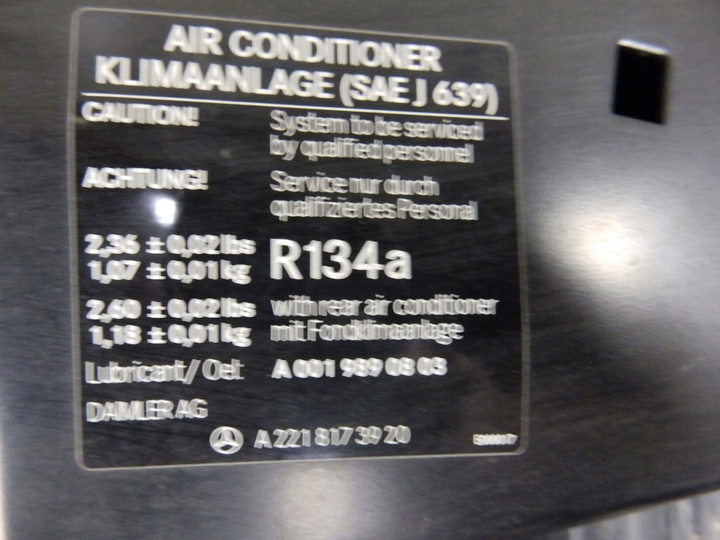 AIR CONDITIONER
KLIMAANLAGE (SAE J 639)
CAUTION! System to be serviced
by qualified personnel
ACHTUNG! Service nur durch
qualifiziertes Personal
2,36 ± 0,02 lbs
1,07 ± 0,01 kg
R134a
2,60 ± 0,02 lbs with rear air conditioner
1,18 ± 0,01 kg mit Fondklimaanlage
Lubricant / Oel: A 001 989 08 03
DAIMLER AG
A 221 817 39 20